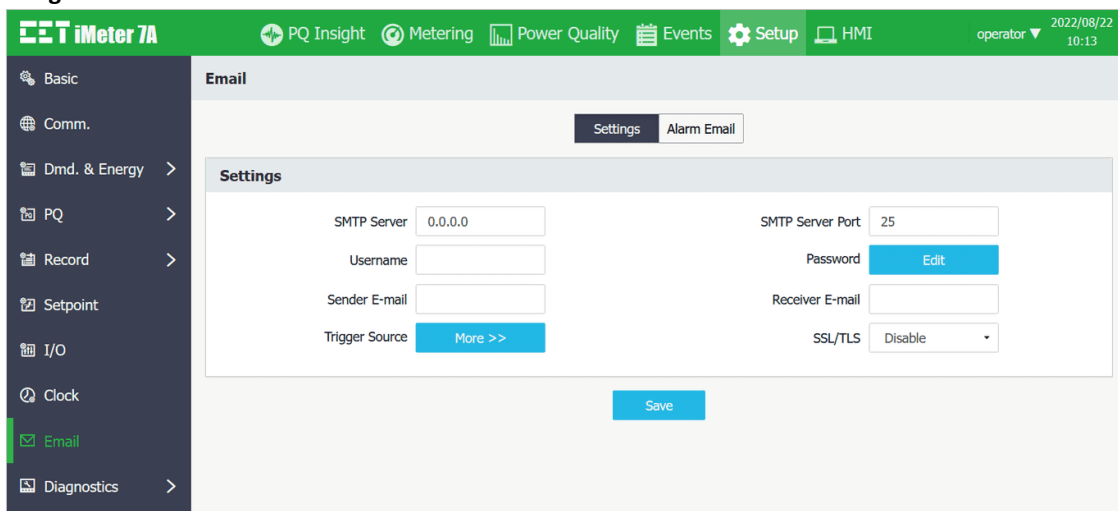 CET iMeter 7A
PQ Insight
Metering
Power Quality
Events
Setup
HMI
operator ▼
2022/08/22
10:13
Basic
Comm.
Dmd. & Energy >
PQ >
Record >
Setpoint
I/O
Clock
Email
Diagnostics >
Email
Settings
Alarm Email
Settings
SMTP Server 0.0.0.0
SMTP Server Port 25
Username
Password Edit
Sender E-mail
Receiver E-mail
Trigger Source More >>
SSL/TLS Disable
Save